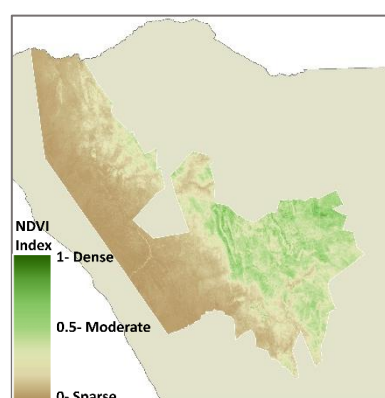 NDVI
Index
1- Dense
0.5- Moderate
0- Sparse